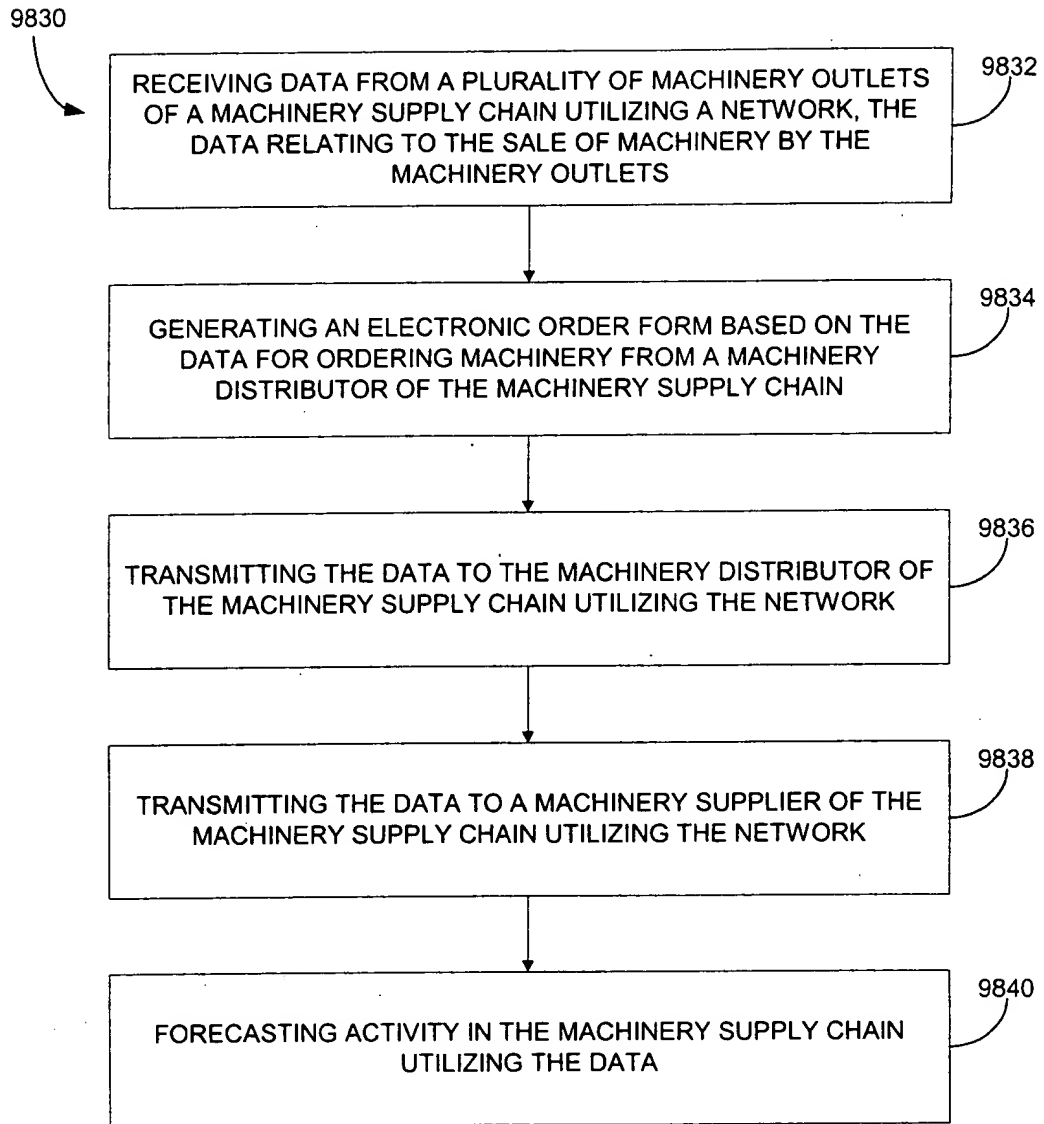 9830
RECEIVING DATA FROM A PLURALITY OF MACHINERY OUTLETS
OF A MACHINERY SUPPLY CHAIN UTILIZING A NETWORK, THE
DATA RELATING TO THE SALE OF MACHINERY BY THE
MACHINERY OUTLETS
9832
GENERATING AN ELECTRONIC ORDER FORM BASED ON THE
DATA FOR ORDERING MACHINERY FROM A MACHINERY
DISTRIBUTOR OF THE MACHINERY SUPPLY CHAIN
9834
TRANSMITTING THE DATA TO THE MACHINERY DISTRIBUTOR OF
THE MACHINERY SUPPLY CHAIN UTILIZING THE NETWORK
9836
TRANSMITTING THE DATA TO A MACHINERY SUPPLIER OF THE
MACHINERY SUPPLY CHAIN UTILIZING THE NETWORK
9838
FORECASTING ACTIVITY IN THE MACHINERY SUPPLY CHAIN
UTILIZING THE DATA
9840